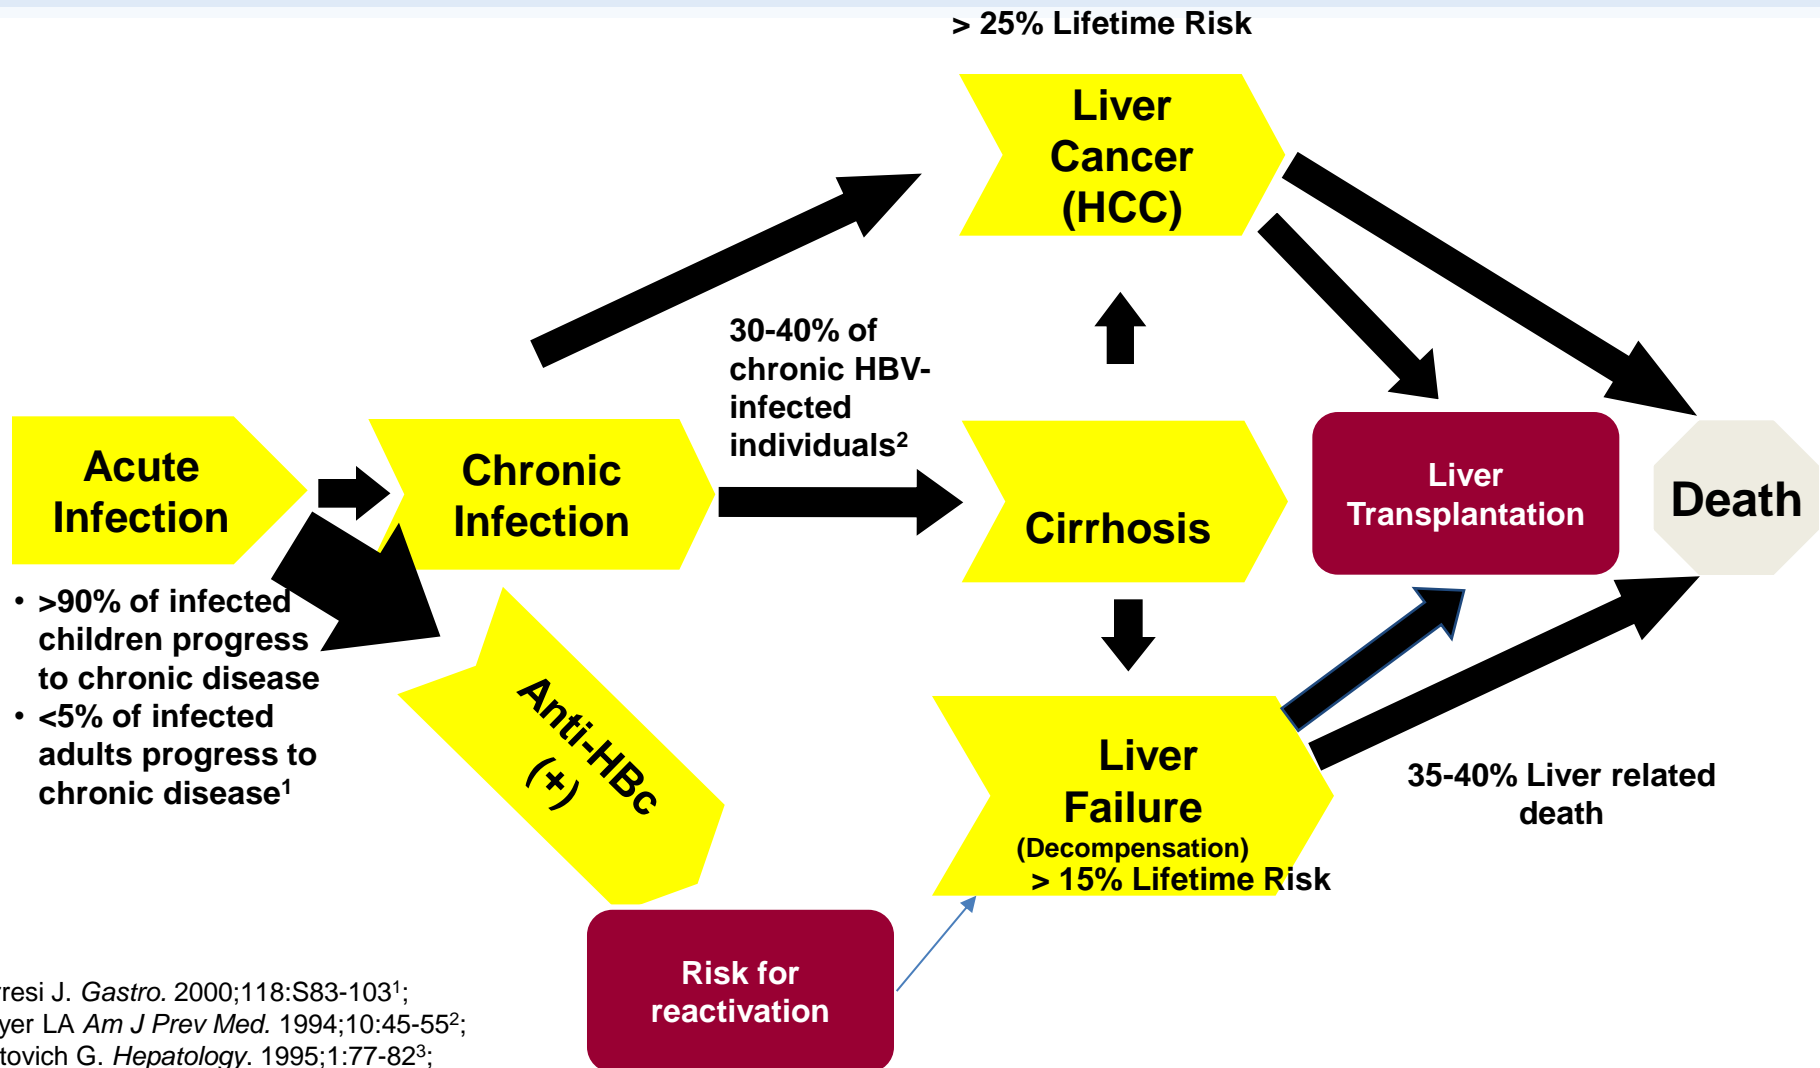 > 25% Lifetime Risk
Liver
Cancer
(HCC)
30-40% of
chronic HBV-
infected
individuals²
Acute
Infection
Chronic
Infection
Cirrhosis
Liver
Transplantation
Death
• >90% of infected
children progress
to chronic disease
• <5% of infected
adults progress to
chronic disease¹
Anti-HBc
(+)
Liver
Failure
(Decompensation)
> 15% Lifetime Risk
35-40% Liver related
death
Risk for
reactivation
J. Gastro. 2000;118:S83-103¹;
LA Am J Prev Med. 1994;10:45-55²;
G. Hepatology. 1995;1:77-82³;